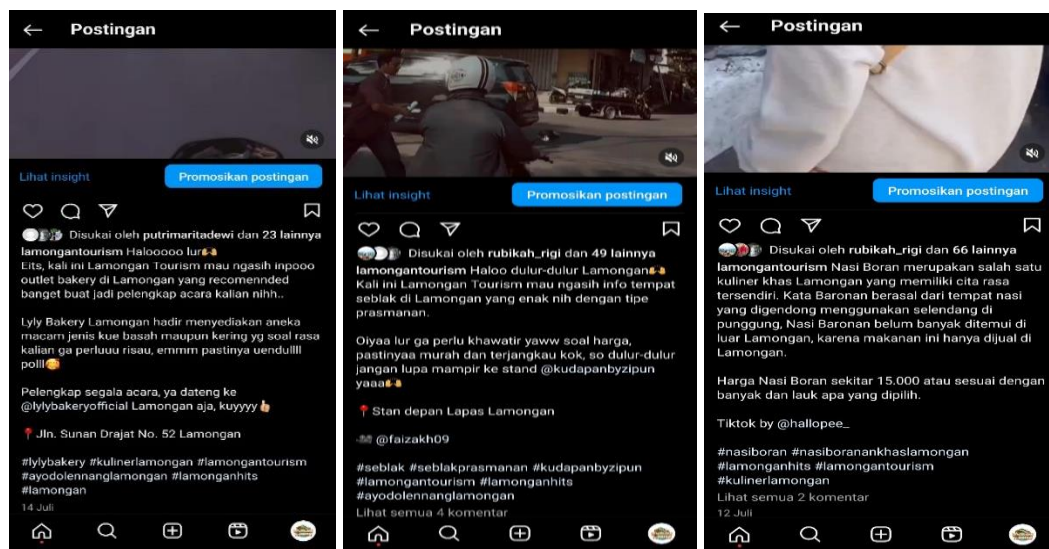 Postingan
Lihat insight
Promosikan postingan
Disukai oleh putrimaritadewi dan 23 lainnya
lamongantourism Halooooo lur🙌
Eits, kali ini Lamongan Tourism mau ngasih inpooo
outlet bakery di Lamongan yang recomennded
banget buat jadi pelengkap acara kalian nihh..
Lyly Bakery Lamongan hadir menyediakan aneka
macam jenis kue basah maupun kering yg soal rasa
kalian ga perluuu risau, emmm pastinya uendullll
polll🥰
Pelengkap segala acara, ya dateng ke
@lylybakeryofficial Lamongan aja, kuyyyy👆
📍Jln. Sunan Drajat No. 52 Lamongan
#lylybakery #kulinerlamongan #lamongantourism
#ayodolennanglamongan #lamonganhits
#lamongan
14 Juli
Postingan
Lihat insight
Promosikan postingan
Disukai oleh rubikah_rigi dan 49 lainnya
lamongantourism Haloo dulur-dulur Lamongan🙌
Kali ini Lamongan Tourism mau ngasih info tempat
seblak di Lamongan yang enak nih dengan tipe
prasmanan.
Oiyaa lur ga perlu khawatir yaww soal harga,
pastinyaa murah dan terjangkau kok, so dulur-dulur
jangan lupa mampir ke stand @kudapanbyzipun
yaaa🙌
📍Stan depan Lapas Lamongan
@faizakh09
#seblak #seblakprasmanan #kudapanbyzipun
#lamongantourism #lamonganhits
#ayodolennanglamongan
Lihat semua 4 komentar
Postingan
Lihat insight
Promosikan postingan
Disukai oleh rubikah_rigi dan 66 lainnya
lamongantourism Nasi Boran merupakan salah satu
kuliner khas Lamongan yang memiliki cita rasa
tersendiri. Kata Baronan berasal dari tempat nasi
yang digendong menggunakan selendang di
punggung, Nasi Baronan belum banyak ditemui di
luar Lamongan, karena makanan ini hanya dijual di
Lamongan.
Harga Nasi Boran sekitar 15.000 atau sesuai dengan
banyak dan lauk apa yang dipilih.
Tiktok by @hallopee_
#nasiboran #nasiboranankhaslamongan
#lamonganhits #lamongantourism
#kulinerlamongan
Lihat semua 2 komentar
12 Juli